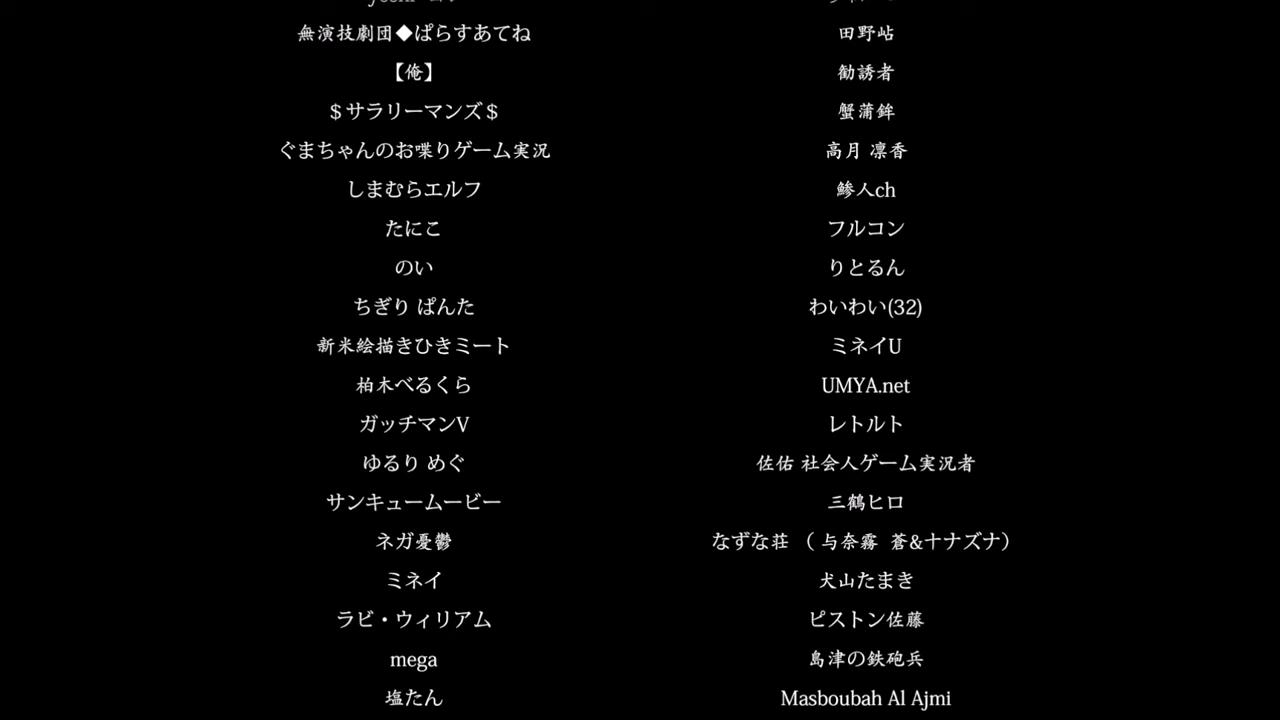 無演技劇団◆ぱらすあてね 田野岵
【俺】 勧誘者
＄サラリーマンズ＄ 蟹蒲鉾
ぐまちゃんのお喋りゲーム実況 高月 凛香
しまむらエルフ 鯵人ch
たにこ フルコン
のい りとるん
ちぎり ぱんた わいわい(32)
新米絵描きひきミート ミネイU
柏木べるくら UMYA.net
ガッチマンV レトルト
ゆるり めぐ 佐佑 社会人ゲーム実況者
サンキュームービー 三鶴ヒロ
ネガ憂鬱 なずな荘 （ 与奈霧 蒼&十ナズナ）
ミネイ 犬山たまき
ラビ・ウィリアム ピストン佐藤
mega 島津の鉄砲兵
塩たん Masboubah Al Ajmi